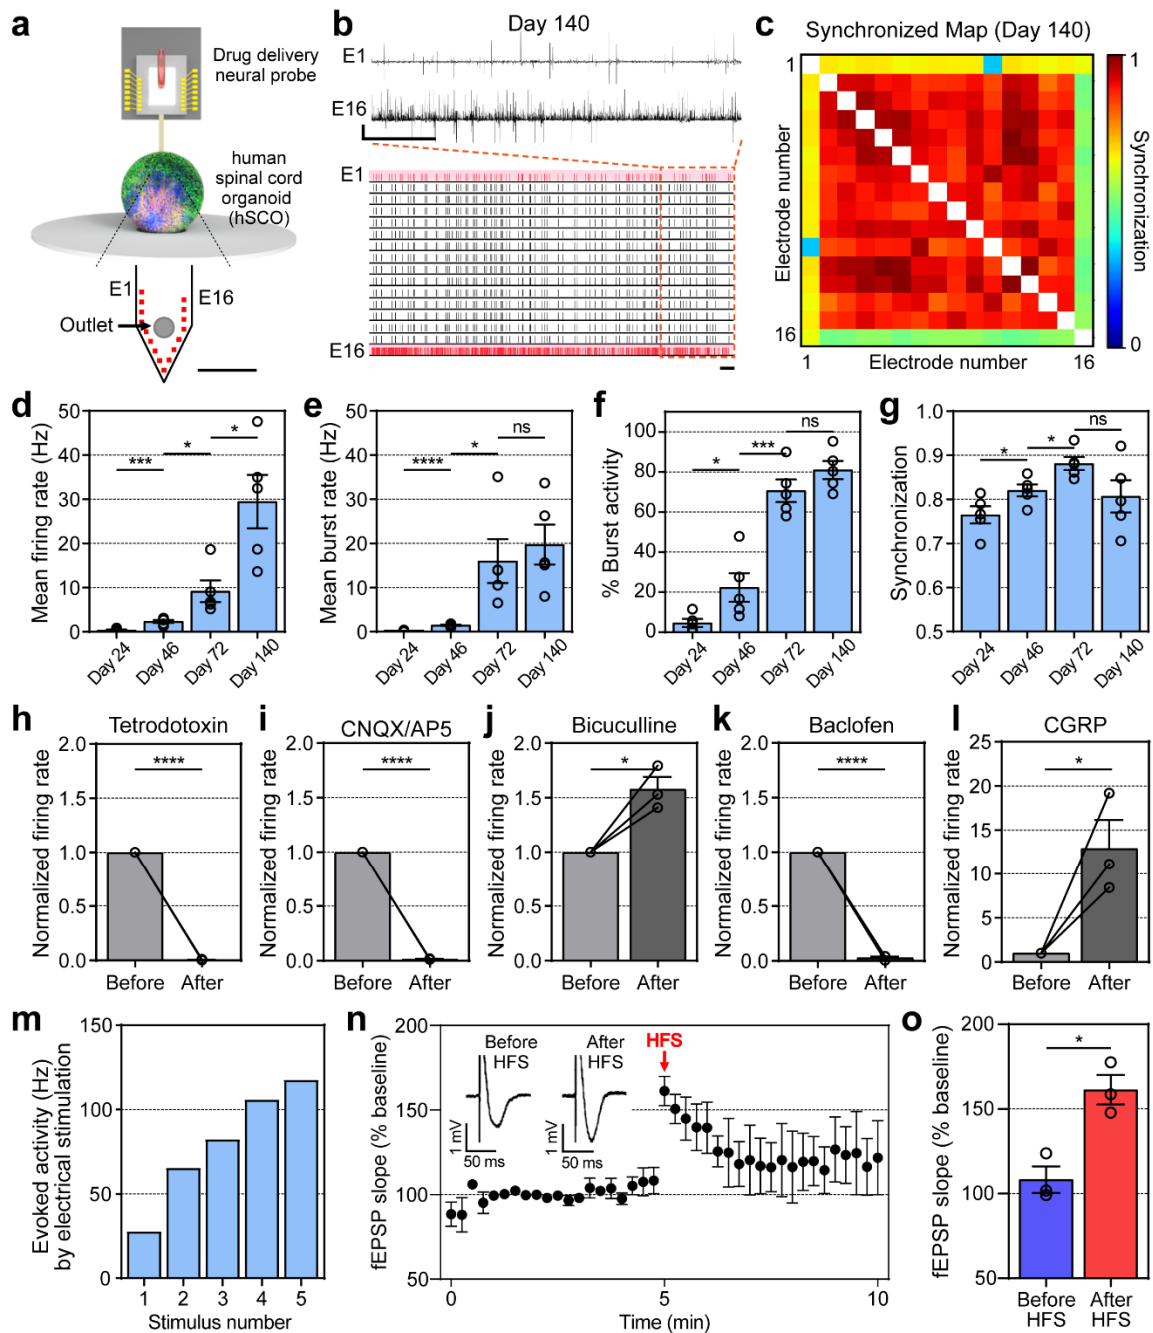 a
Drug delivery
neural probe
human
spinal cord
organoid
(hSCO)
E1
E16
Outlet
b
Day 140
E1
E16
E1
E16
c
Synchronized Map (Day 140)
1
16
Electrode number
1
Electrode number
16
1
0
Synchronization
d
Mean firing rate (Hz)
50
40
30
20
10
0
***
*
*
Day 24
Day 46
Day 72
Day 140
e
Mean burst rate (Hz)
50
40
30
20
10
0
****
*
ns
Day 24
Day 46
Day 72
Day 140
f
% Burst activity
100
80
60
40
20
0
*
***
ns
Day 24
Day 46
Day 72
Day 140
g
Synchronization
1.0
0.9
0.8
0.7
0.6
0.5
*
*
ns
Day 24
Day 46
Day 72
Day 140
h
Tetrodotoxin
Normalized firing rate
2.0
1.5
1.0
0.5
0.0
****
Before
After
i
CNQX/AP5
Normalized firing rate
2.0
1.5
1.0
0.5
0.0
****
Before
After
j
Bicuculline
Normalized firing rate
2.0
1.5
1.0
0.5
0.0
*
Before
After
k
Baclofen
Normalized firing rate
2.0
1.5
1.0
0.5
0.0
****
Before
After
l
CGRP
Normalized firing rate
25
20
15
10
5
0
*
Before
After
m
Evoked activity (Hz)
by electrical stimulation
150
100
50
0
1
2
3
4
5
Stimulus number
n
fEPSP slope (% baseline)
200
150
100
50
Before
HFS
1 mV
50 ms
After
HFS
1 mV
50 ms
HFS
0
5
10
Time (min)
o
fEPSP slope (% baseline)
200
150
100
50
*
Before
HFS
After
HFS